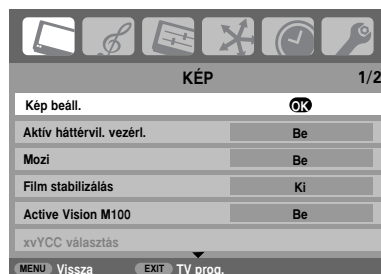 KÉP 1/2
Kép beáll. OK
Aktív háttérvil. vezérl. Be
Mozi Be
Film stabilizálás Ki
Active Vision M100 Be
xvYCC választás
MENU Vissza EXIT TV prog.